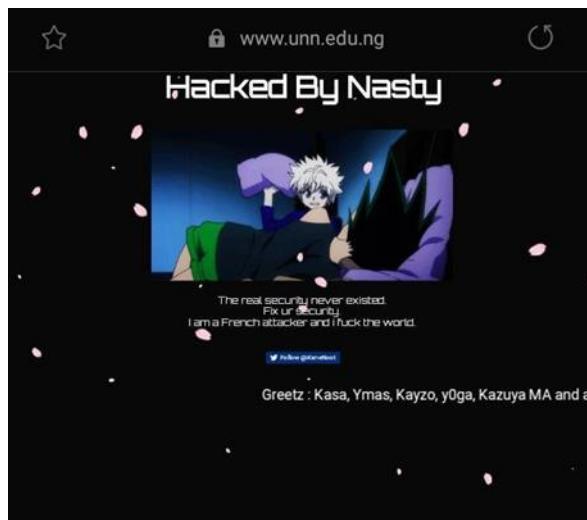 www.unn.edu.ng
Hacked By Nasty
The real security never existed.
Fix ur security.
I am a French attacker and i fuck the world.
Follow
Greetz : Kasa, Ymas, Kayzo, y0ga, Kazuya MA and a